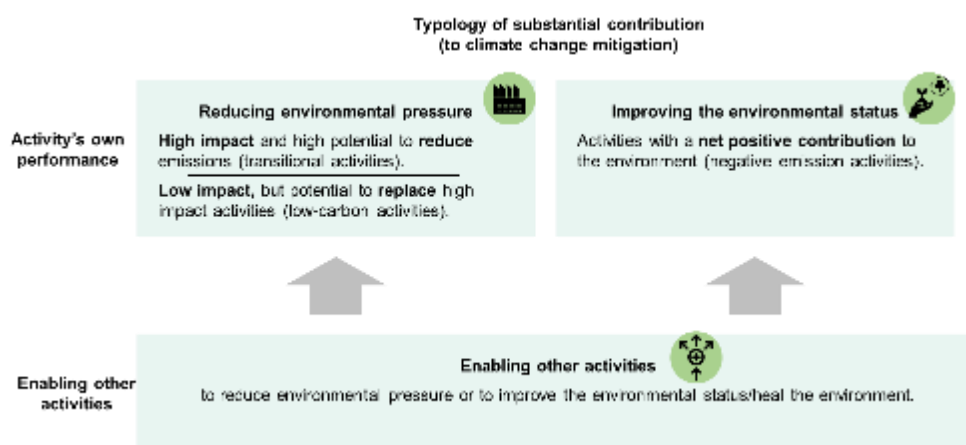 Typology of substantial contribution
(to climate change mitigation)
Activity's own
performance
Reducing environmental pressure
High impact and high potential to reduce
emissions (transitional activities).
Low impact, but potential to replace high
impact activities (low-carbon activities).
Improving the environmental status
Activities with a net positive contribution to
the environment (negative emission activities).
Enabling other
activities
Enabling other activities
to reduce environmental pressure or to improve the environmental status/heal the environment.